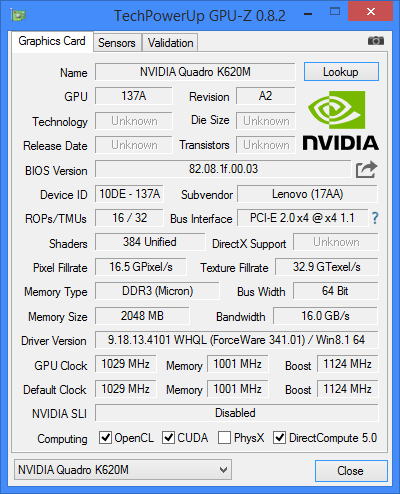 TechPowerUp GPU-Z 0.8.2
Graphics Card Sensors Validation
Name NVIDIA Quadro K620M Lookup
GPU 137A Revision A2
Technology Unknown Die Size Unknown
Release Date Unknown Transistors Unknown
NVIDIA
BIOS Version 82.08.1f.00.03
Device ID 10DE - 137A Subvendor Lenovo (17AA)
ROPs/TMUs 16 / 32 Bus Interface PCI-E 2.0 x4 @ x4 1.1 ?
Shaders 384 Unified DirectX Support Unknown
Pixel Fillrate 16.5 GPixel/s Texture Fillrate 32.9 GTexel/s
Memory Type DDR3 (Micron) Bus Width 64 Bit
Memory Size 2048 MB Bandwidth 16.0 GB/s
Driver Version 9.18.13.4101 WHQL (ForceWare 341.01) / Win8.1 64
GPU Clock 1029 MHz Memory 1001 MHz Boost 1124 MHz
Default Clock 1029 MHz Memory 1001 MHz Boost 1124 MHz
NVIDIA SLI Disabled
Computing OpenCL CUDA PhysX DirectCompute 5.0
NVIDIA Quadro K620M Close